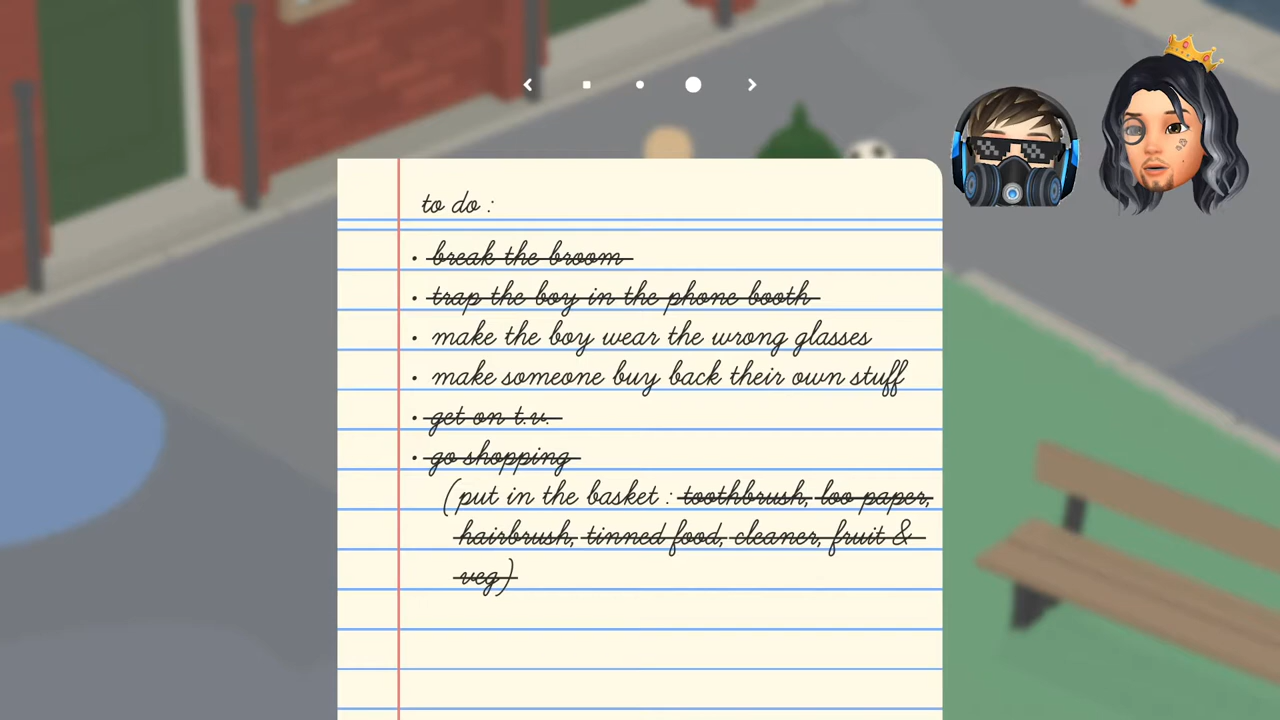 to do :
• break the broom
• trap the boy in the phone booth
• make the boy wear the wrong glasses
• make someone buy back their own stuff
• get on t.v.
• go shopping
(put in the basket : toothbrush, loo paper,
hairbrush, tinned food, cleaner, fruit &
veg)